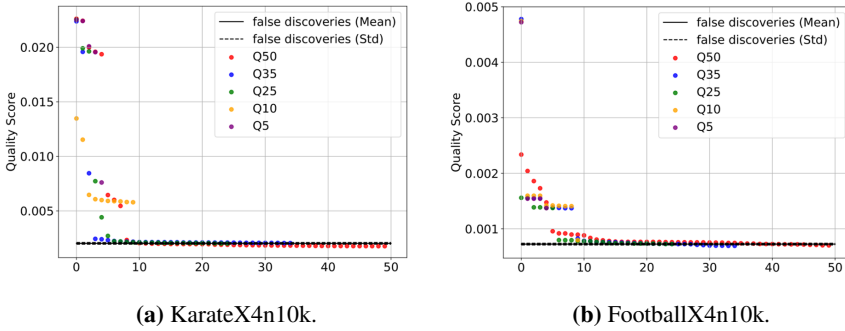 false discoveries (Mean)
false discoveries (Std)
Q50
Q35
Q25
Q10
Q5
Quality Score
0.020
0.015
0.010
0.005
0 10 20 30 40 50
(a) KarateX4n10k.
false discoveries (Mean)
false discoveries (Std)
Q50
Q35
Q25
Q10
Q5
Quality Score
0.005
0.004
0.003
0.002
0.001
0 10 20 30 40 50
(b) FootballX4n10k.